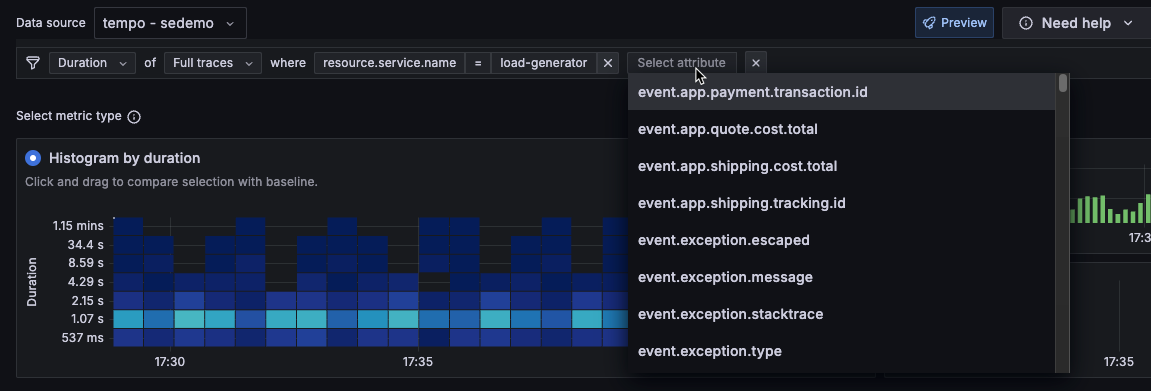 Data source tempo - sedemo Preview Need help
Duration of Full traces where resource.service.name = load-generator Select attribute
event.app.payment.transaction.id
event.app.quote.cost.total
event.app.shipping.cost.total
event.app.shipping.tracking.id
event.exception.escaped
event.exception.message
event.exception.stacktrace
event.exception.type
Select metric type
Histogram by duration
Click and drag to compare selection with baseline.
Duration
1.15 mins
34.4 s
8.59 s
4.29 s
2.15 s
1.07 s
537 ms
17:30 17:35
17:35